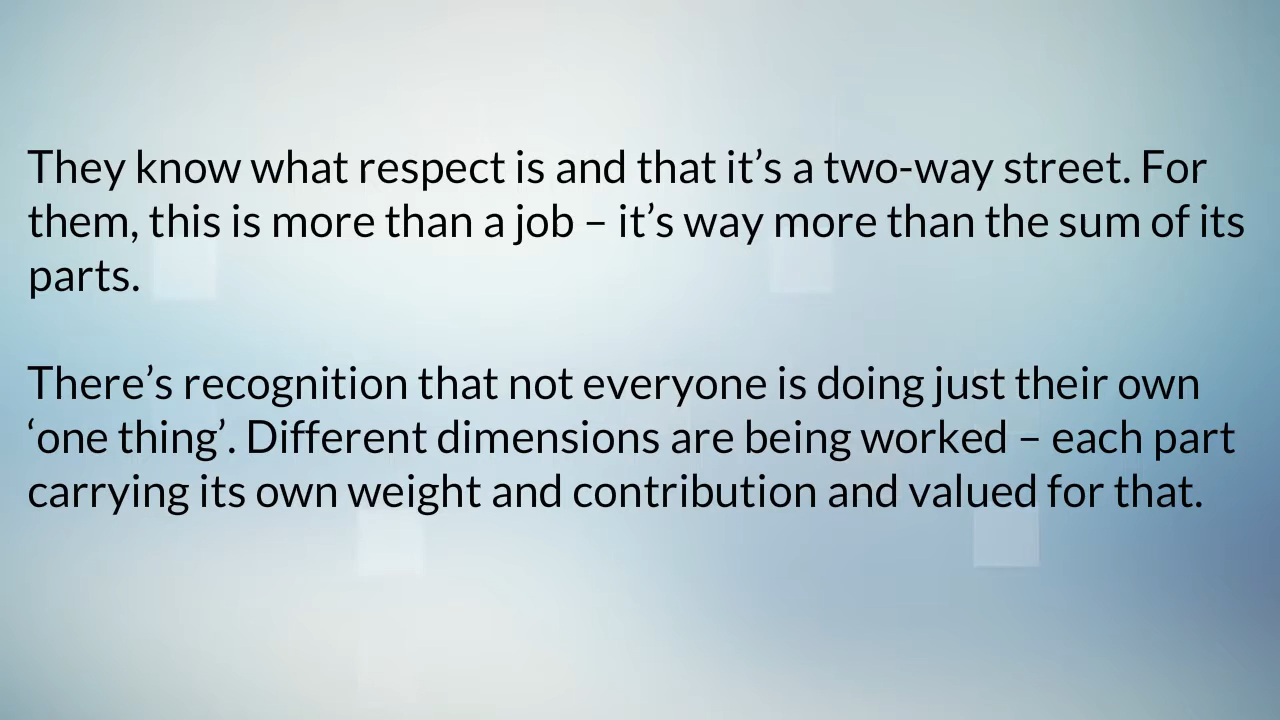 They know what respect is and that it’s a two-way street. For
them, this is more than a job – it’s way more than the sum of its
parts.
There’s recognition that not everyone is doing just their own
‘one thing’. Different dimensions are being worked – each part
carrying its own weight and contribution and valued for that.